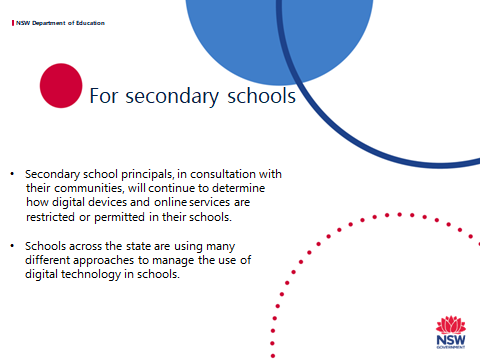 NSW Department of Education
For secondary schools
• Secondary school principals, in consultation with
their communities, will continue to determine
how digital devices and online services are
restricted or permitted in their schools.
• Schools across the state are using many
different approaches to manage the use of
digital technology in schools.
NSW
GOVERNMENT